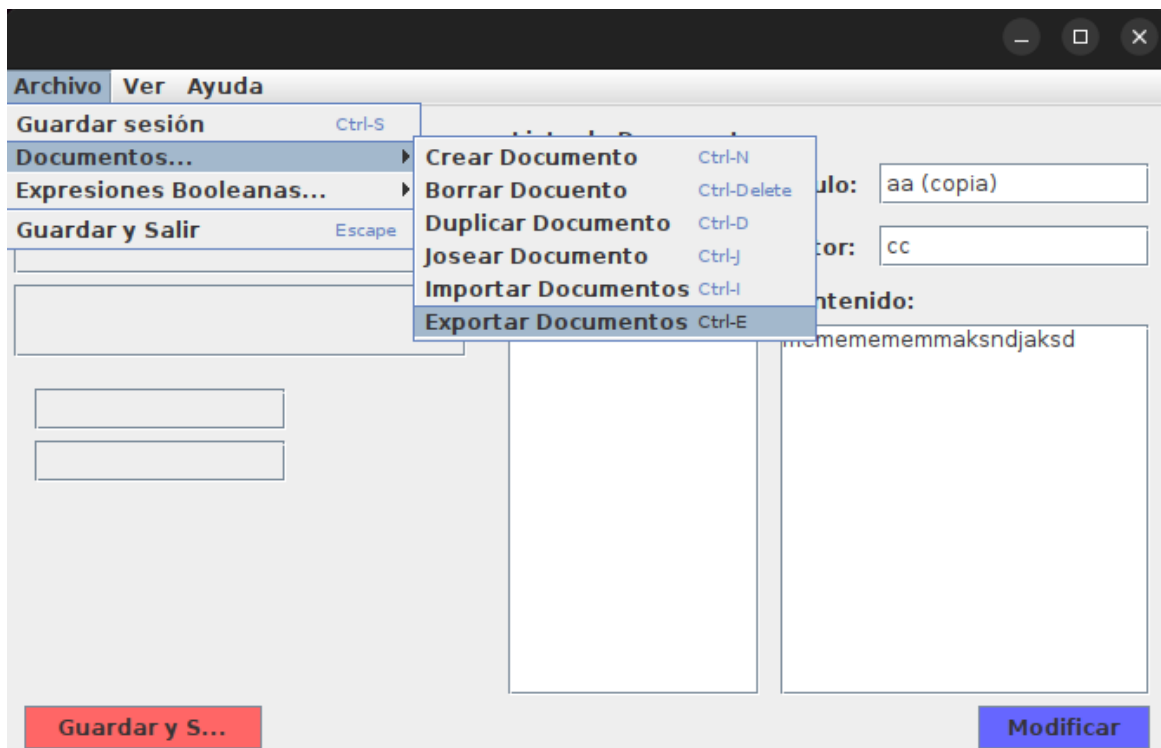 Archivo Ver Ayuda
Guardar sesión Ctrl-S
Documentos...
Expresiones Booleanas...
Guardar y Salir Escape
Crear Documento Ctrl-N
Borrar Docuento Ctrl-Delete
Duplicar Documento Ctrl-D
Josear Documento Ctrl-J
Importar Documentos Ctrl-I
Exportar Documentos Ctrl-E
ulo: aa (copia)
tor: cc
ntenido:
Guardar y S...
Modificar